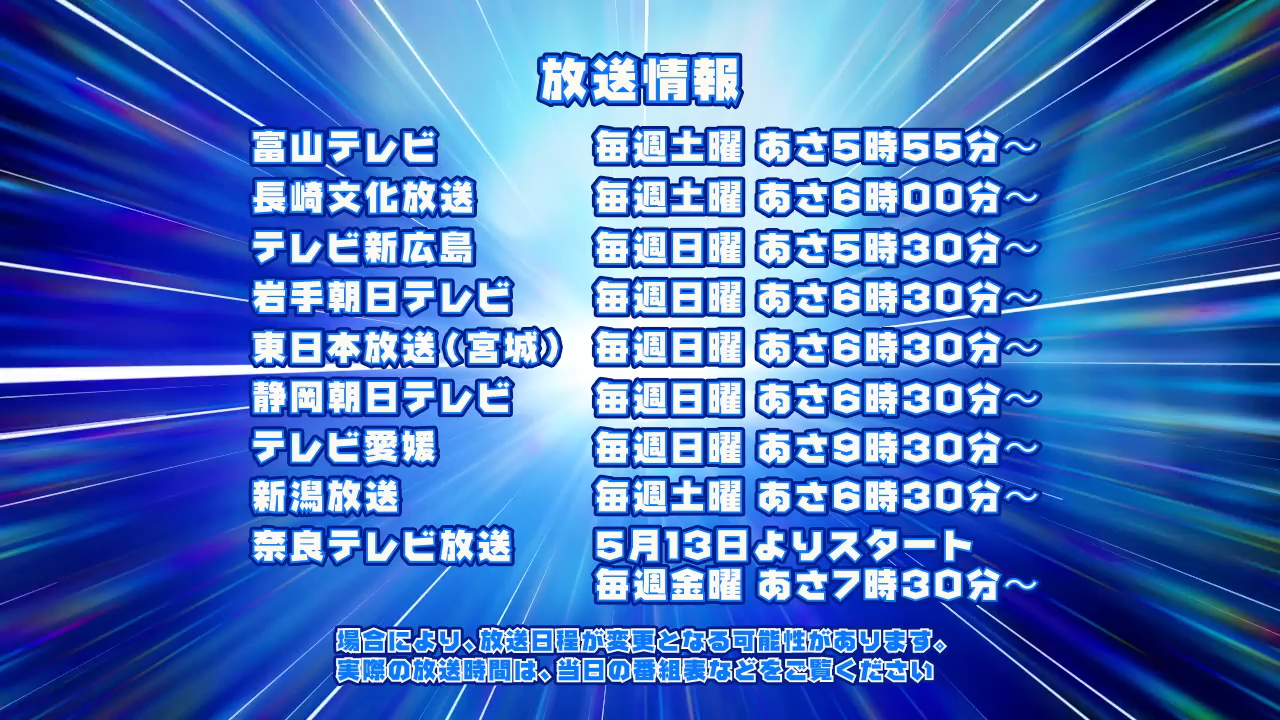 放送情報
富山テレビ 毎週土曜 あさ5時55分～
長崎文化放送 毎週土曜 あさ6時00分～
テレビ新広島 毎週日曜 あさ5時30分～
岩手朝日テレビ 毎週日曜 あさ6時30分～
東日本放送(宮城) 毎週日曜 あさ6時30分～
静岡朝日テレビ 毎週日曜 あさ6時30分～
テレビ愛媛 毎週日曜 あさ9時30分～
新潟放送 毎週土曜 あさ6時30分～
奈良テレビ放送 5月13日よりスタート
毎週金曜 あさ7時30分～
場合により、放送日程が変更となる可能性があります。
実際の放送時間は、当日の番組表などをご覧ください